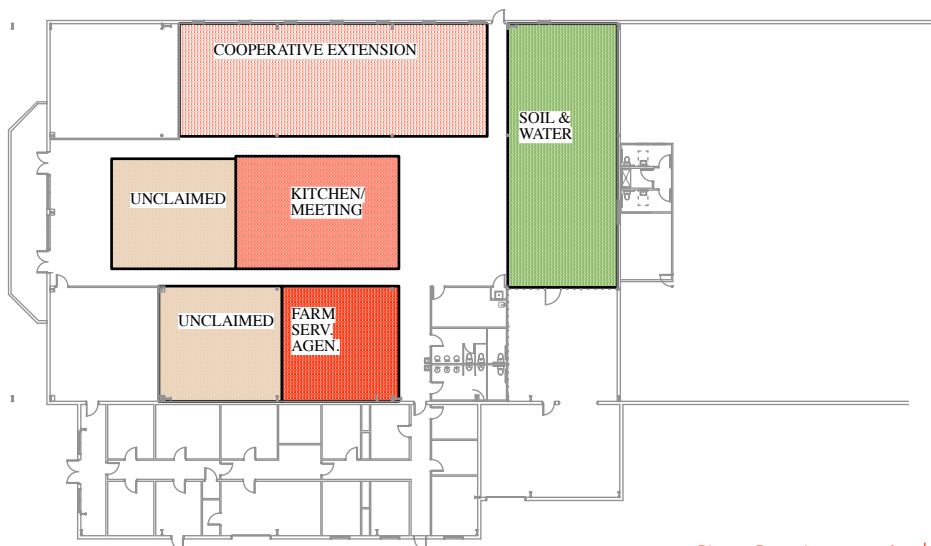 COOPERATIVE EXTENSION
SOIL &
WATER
UNCLAIMED
KITCHEN/
MEETING
UNCLAIMED
FARM
SERV.
AGEN.